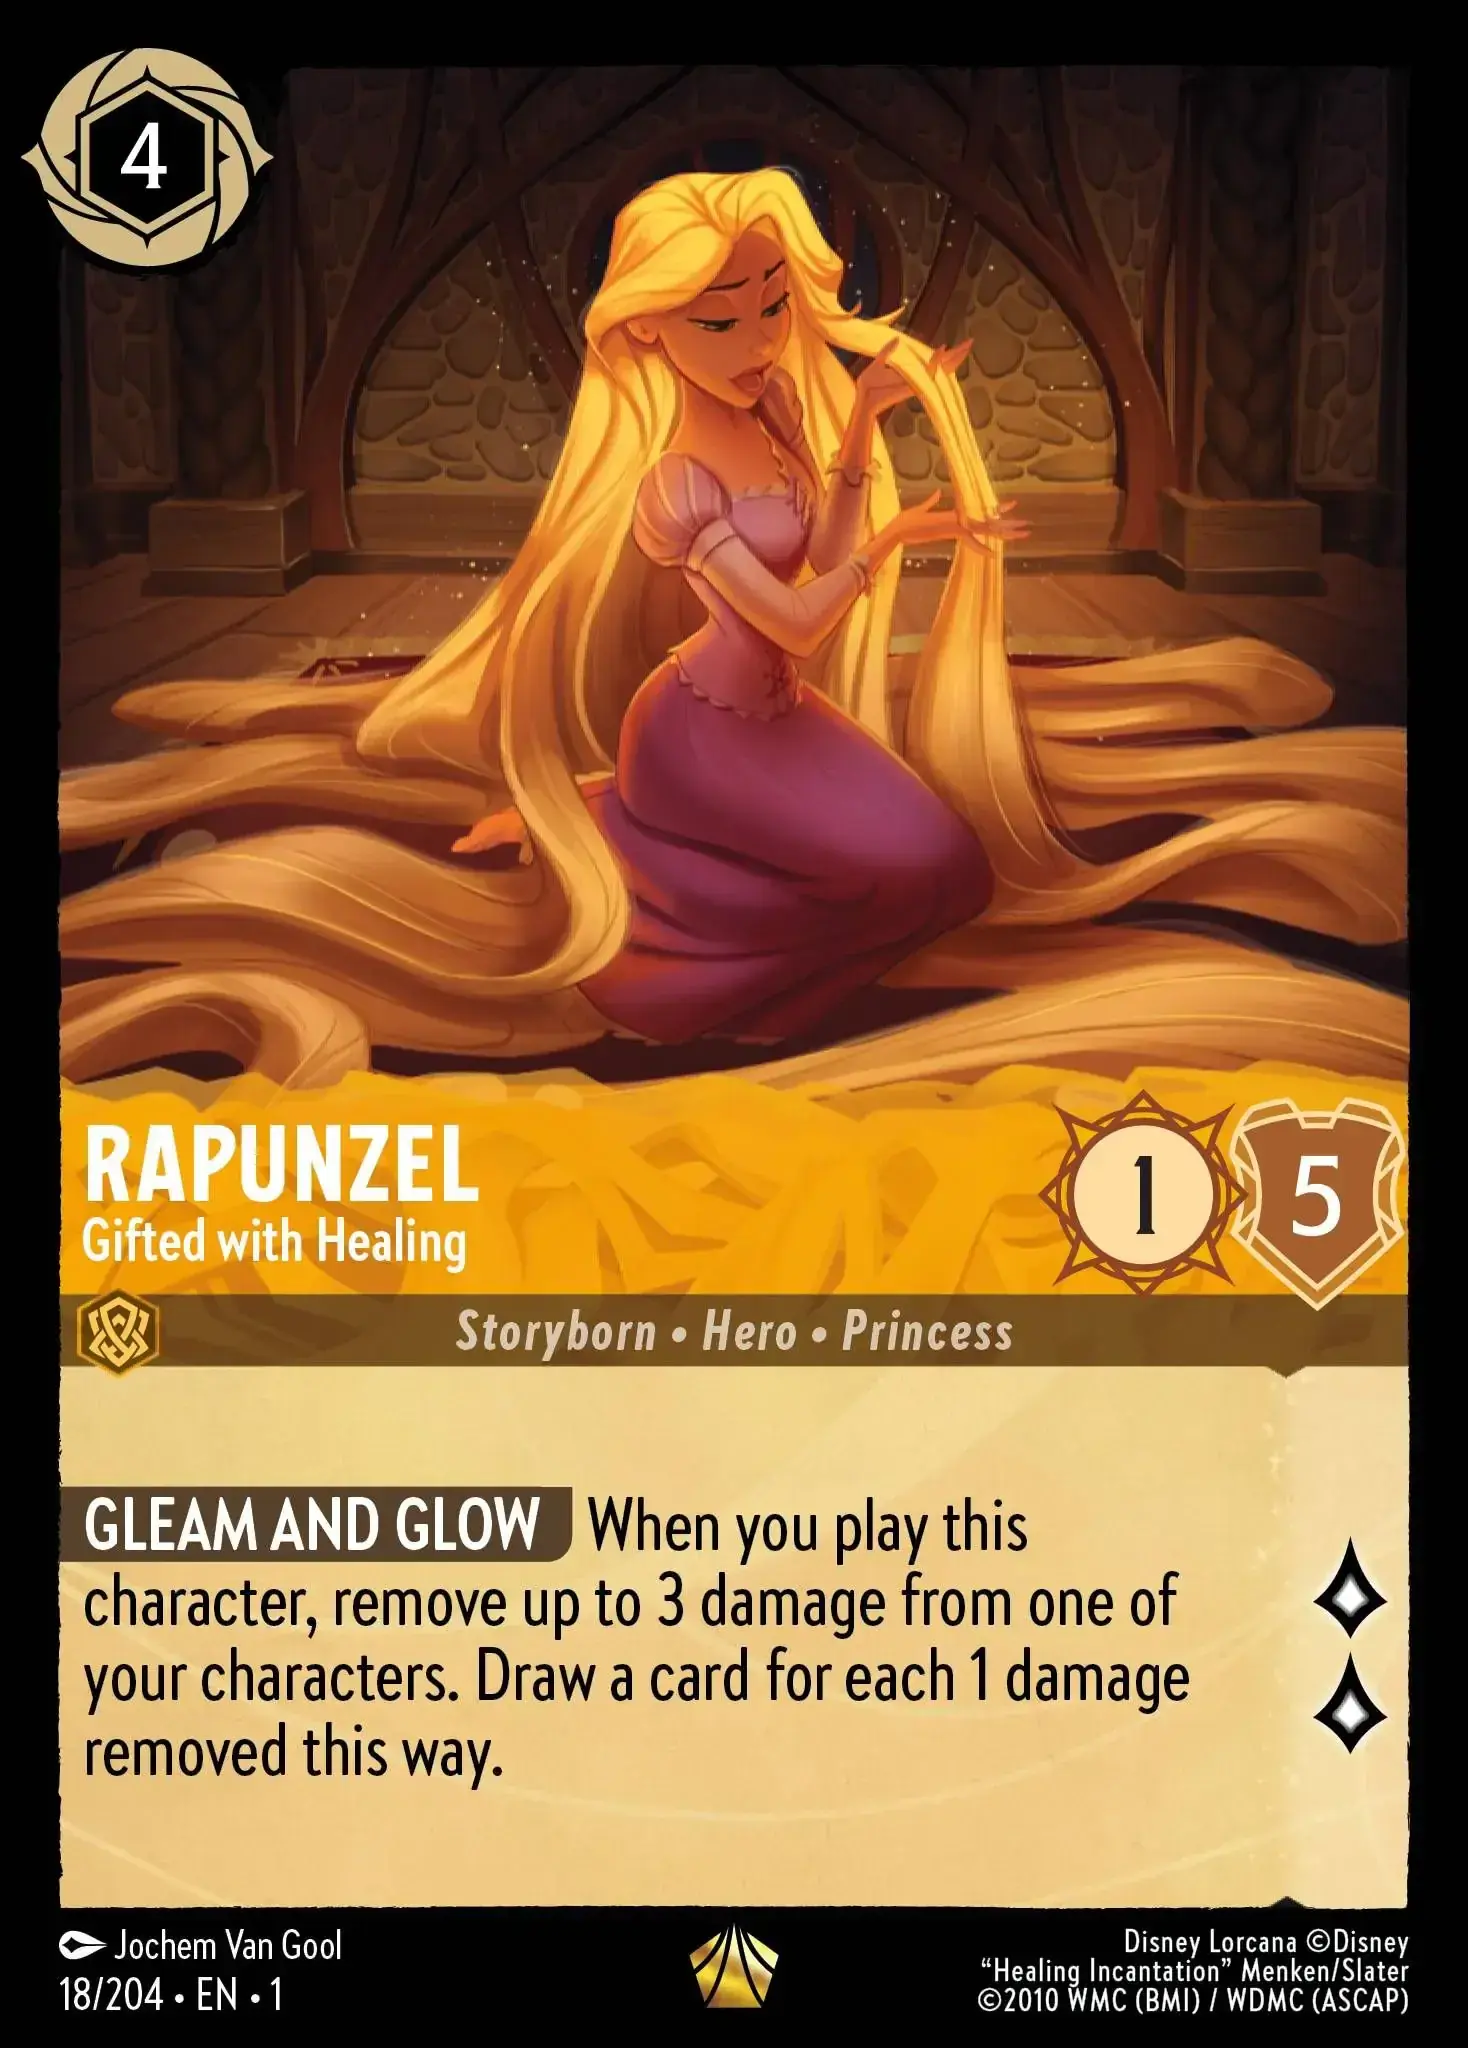 4
RAPUNZEL
Gifted with Healing
1
5
Storyborn • Hero • Princess
GLEAM AND GLOW When you play this
character, remove up to 3 damage from one of
your characters. Draw a card for each 1 damage
removed this way.
Jochem Van Gool
18/204 • EN • 1
Disney Lorcana ©Disney
“Healing Incantation” Menken/Slater
©2010 WMC (BMI) / WDMC (ASCAP)